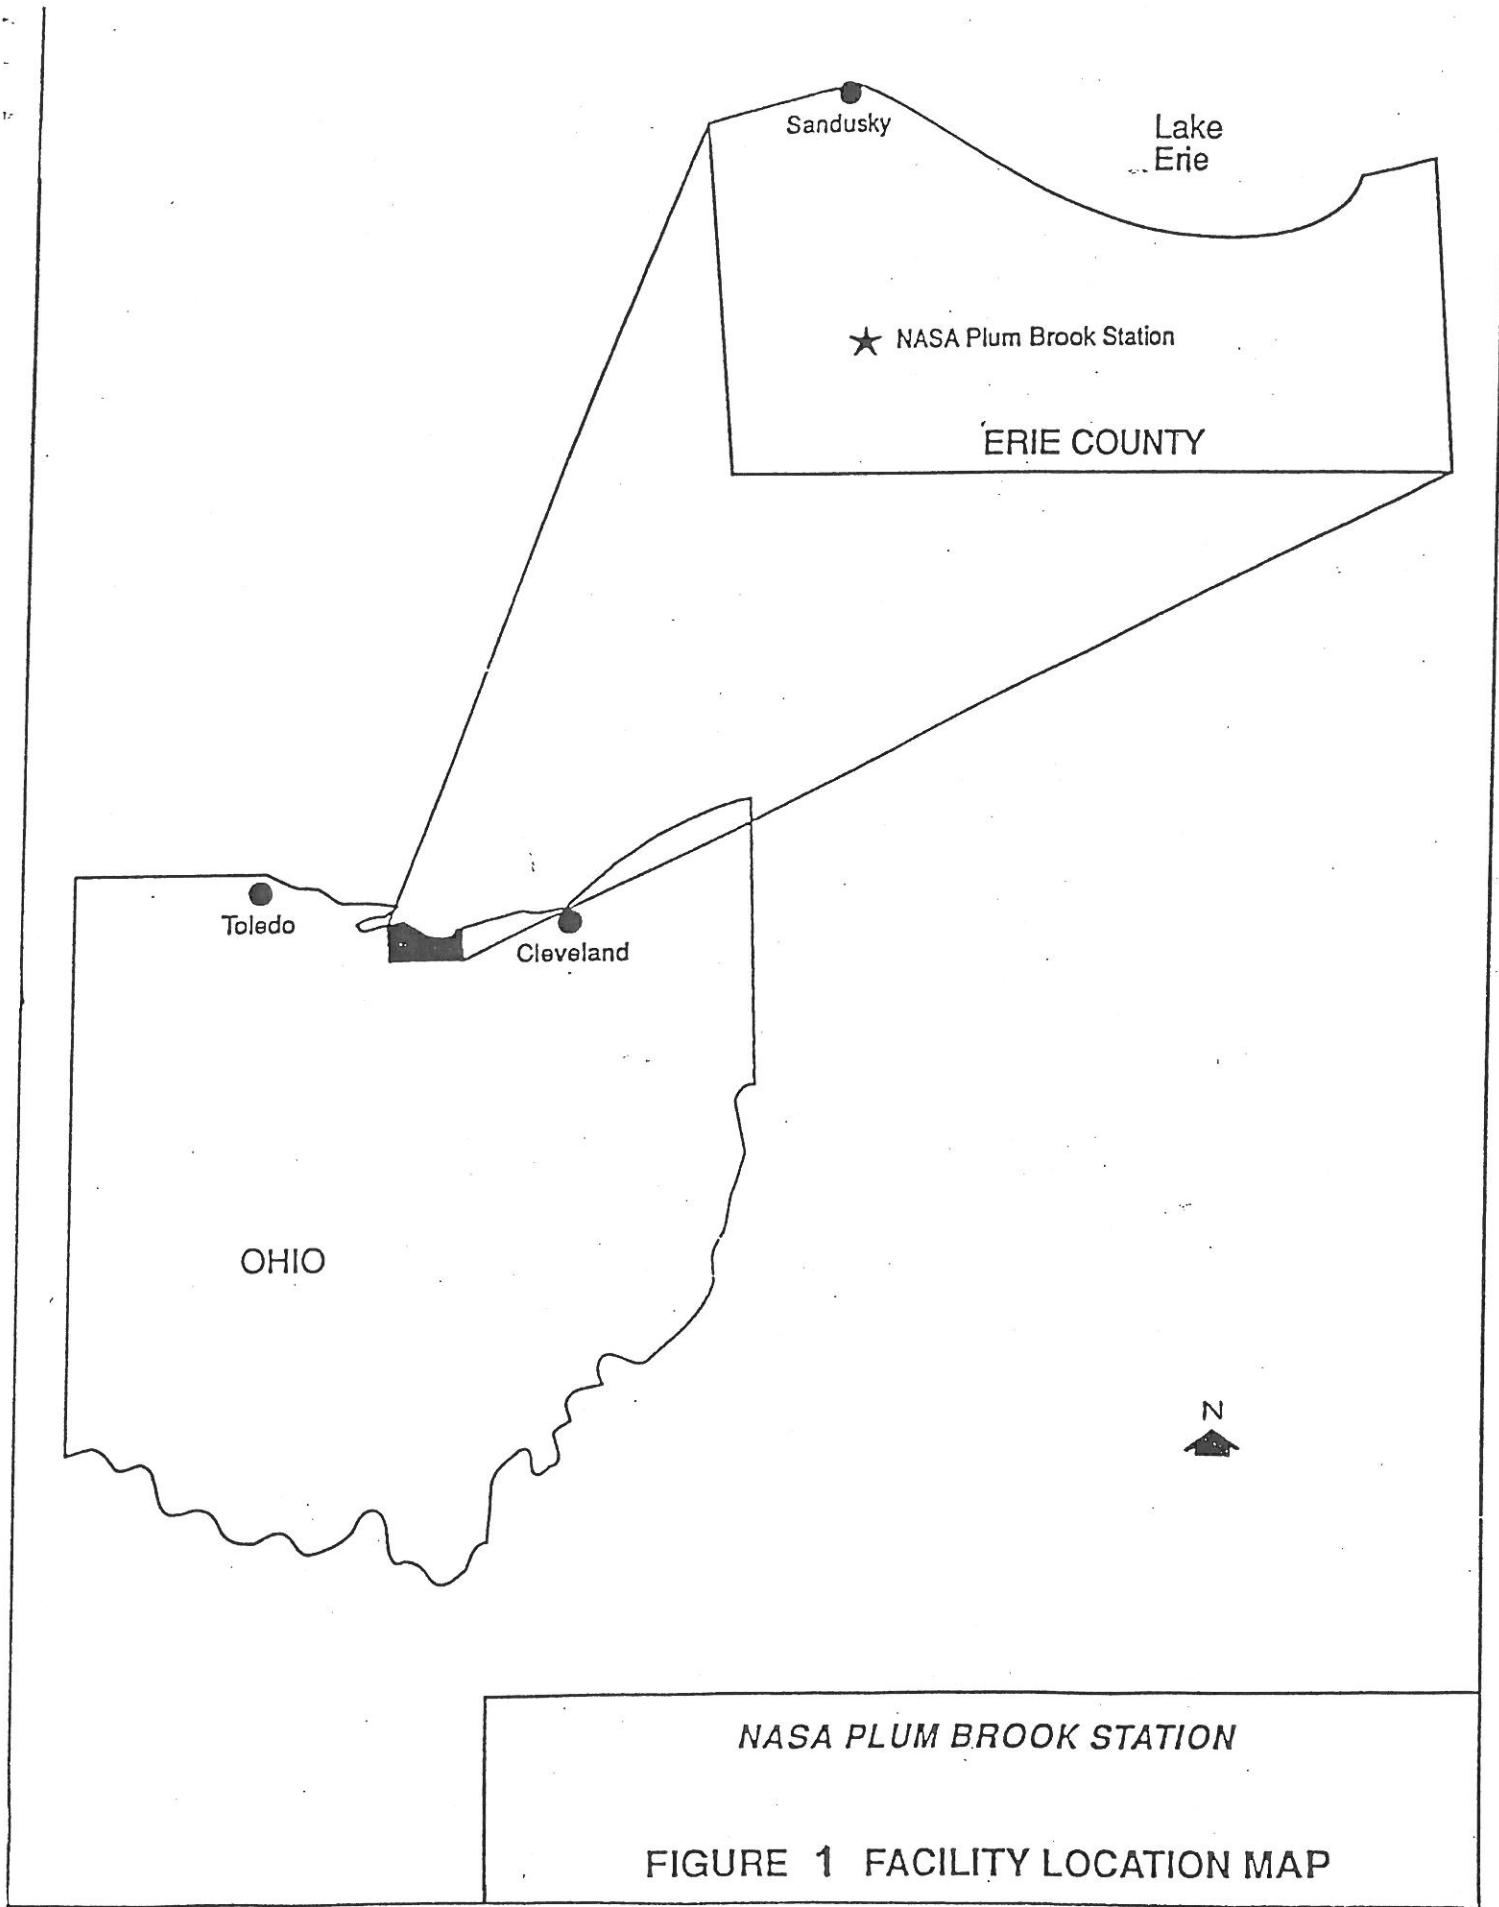 Sandusky
Lake
Erie
NASA Plum Brook Station
ERIE COUNTY
Toledo
Cleveland
OHIO
N
NASA PLUM BROOK STATION
FIGURE 1 FACILITY LOCATION MAP